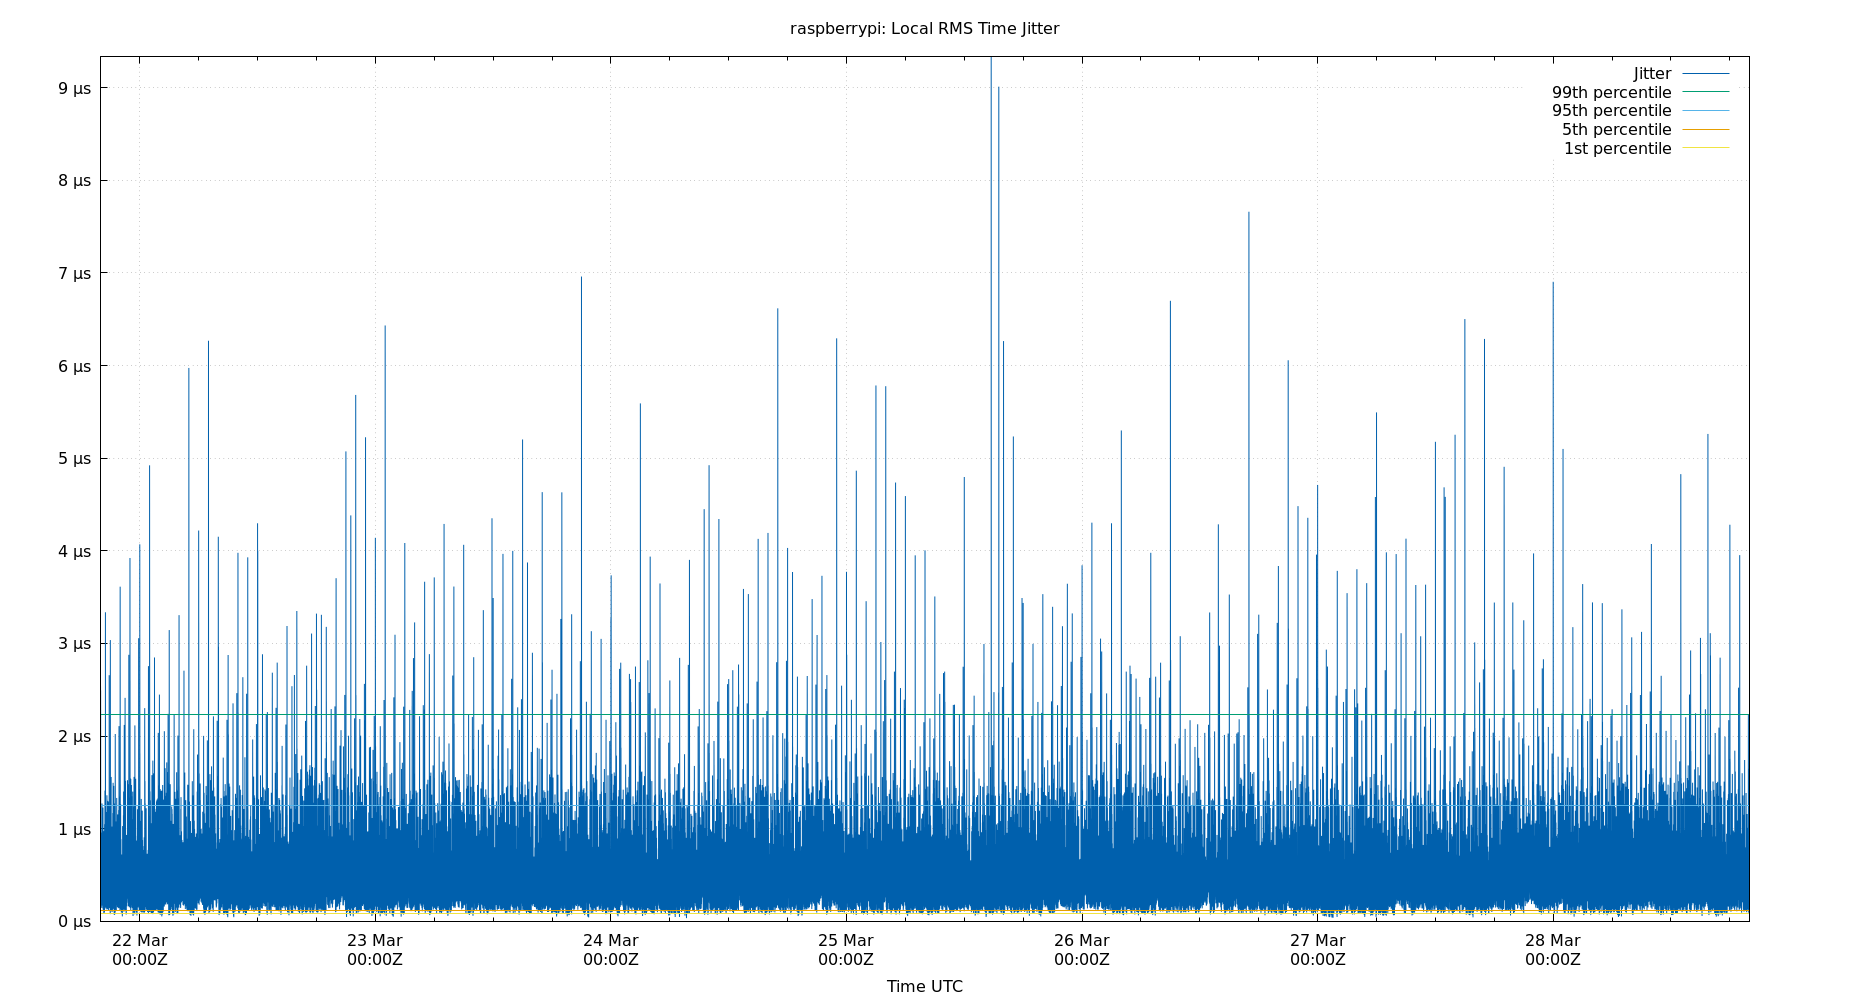 raspberrypi: Local RMS Time Jitter
Jitter
99th percentile
95th percentile
5th percentile
1st percentile
9 µs
8 µs
7 µs
6 µs
5 µs
4 µs
3 µs
2 µs
1 µs
0 µs
22 Mar 23 Mar 24 Mar 25 Mar 26 Mar 27 Mar 28 Mar
00:00Z 00:00Z 00:00Z 00:00Z 00:00Z 00:00Z 00:00Z
Time UTC